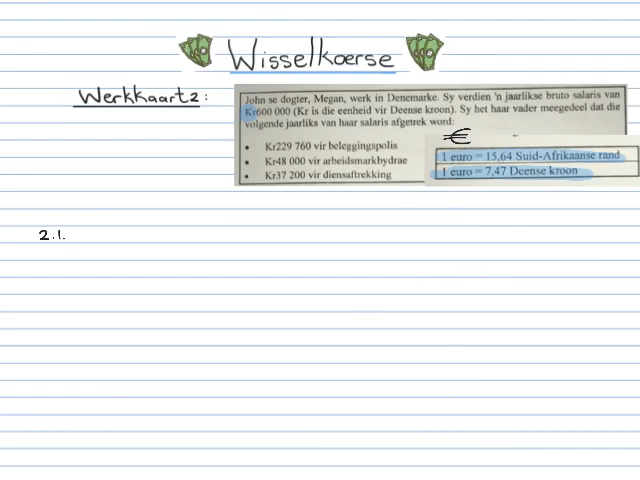 Wisselkoerse
Werkkaart 2:
John se dogter, Megan, werk in Denemarke. Sy verdien 'n jaarlikse bruto salaris van
Kr600 000 (Kr is die eenheid vir Deense kroon). Sy het haar vader meegedeel dat die
volgende jaarliks van haar salaris afgetrek word:
• Kr229 760 vir beleggingspolis
• Kr48 000 vir arbeidsmarkbydrae
• Kr37 200 vir diensaftrekking
€
1 euro = 15,64 Suid-Afrikaanse rand
1 euro = 7,47 Deense kroon
2.1.